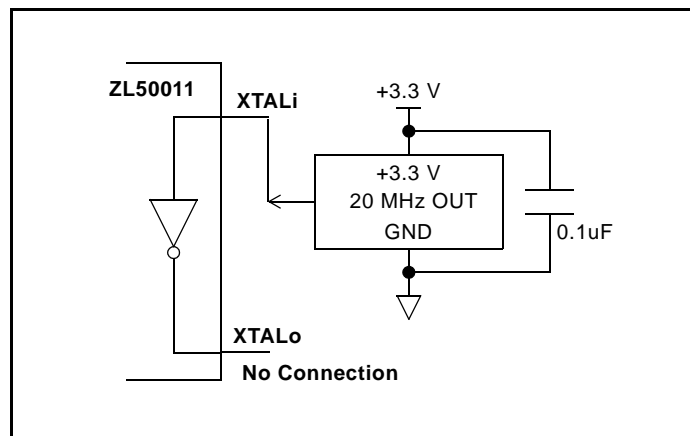 ZL50011
XTALi
+3.3 V
+3.3 V
20 MHz OUT
GND
0.1uF
XTALo
No Connection